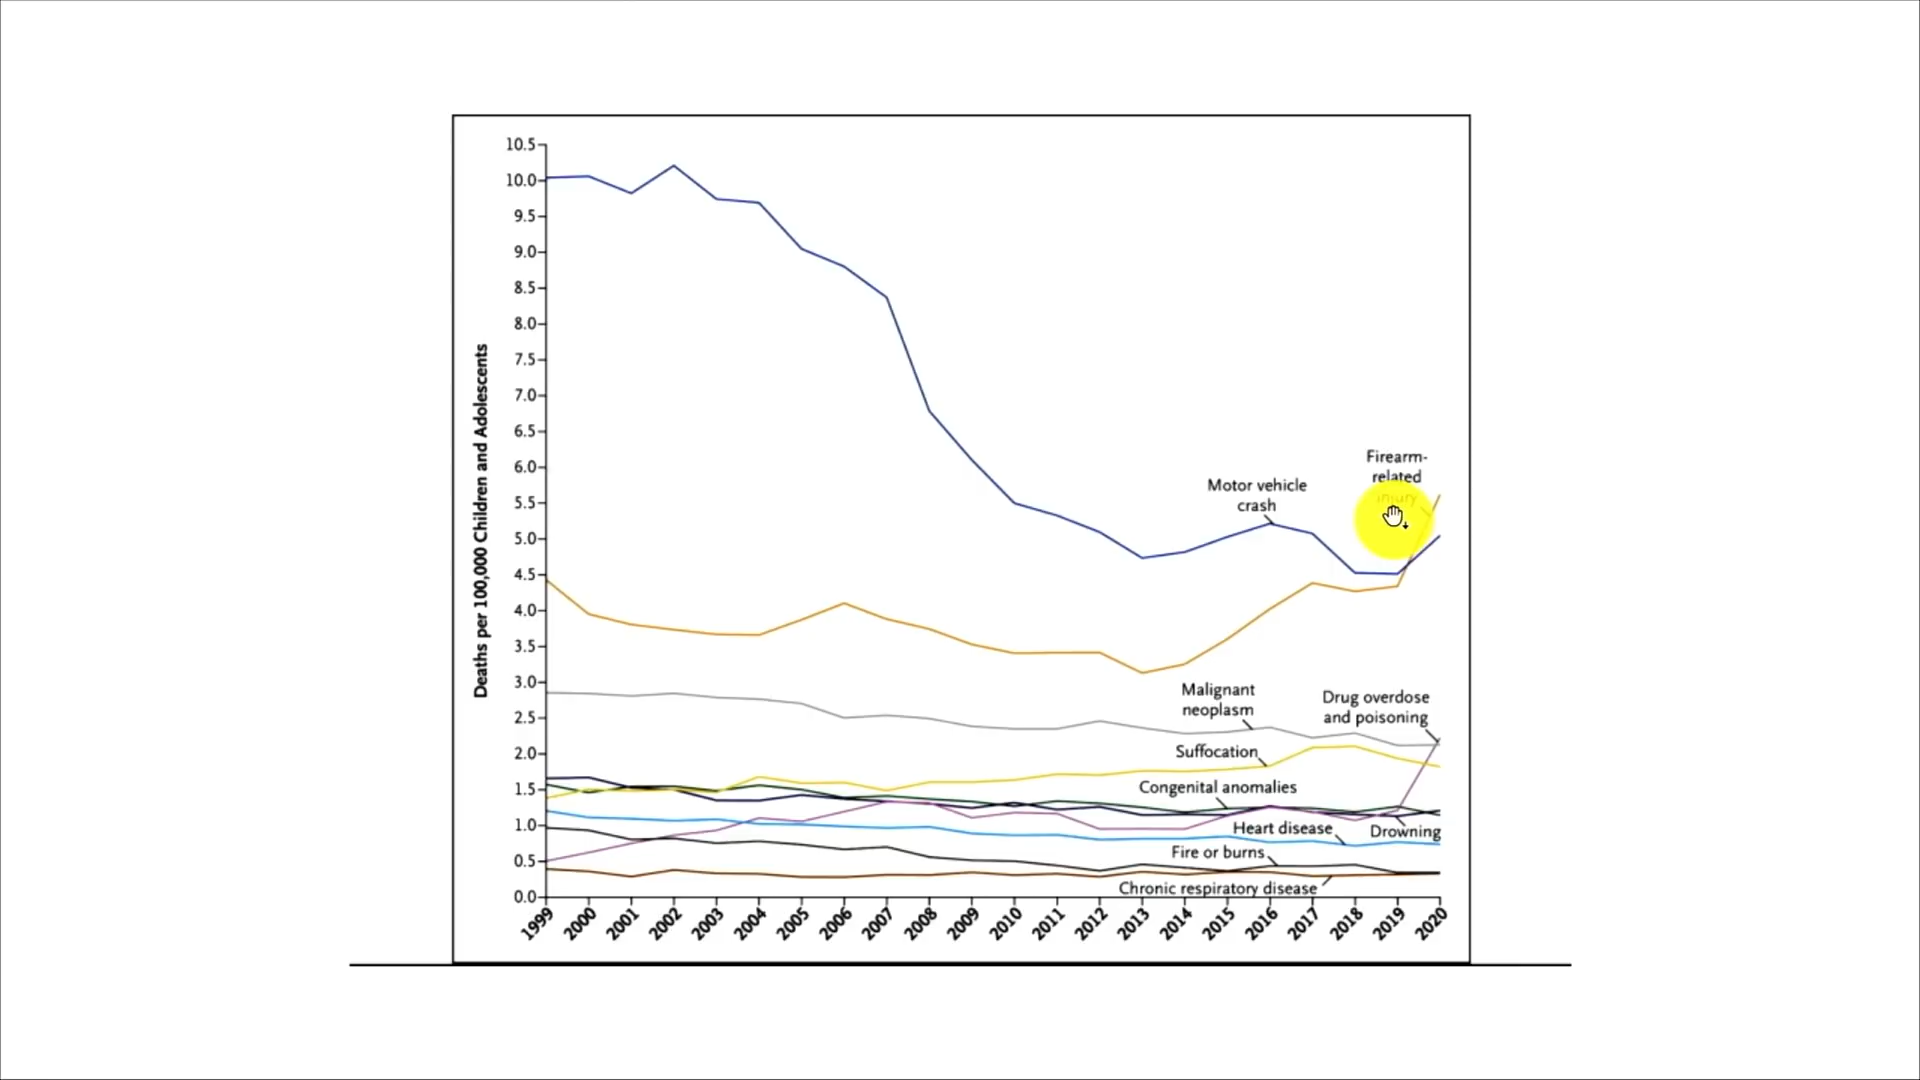 10.5
10.0
9.5
9.0
8.5
8.0
7.5
7.0
6.5
6.0
5.5
5.0
4.5
4.0
3.5
3.0
2.5
2.0
1.5
1.0
0.5
0.0
Deaths per 100,000 Children and Adolescents
Firearm-
related
injury
Motor vehicle
crash
Malignant
neoplasm
Drug overdose
and poisoning
Suffocation
Congenital anomalies
Heart disease
Drowning
Fire or burns
Chronic respiratory disease
1999
2000
2001
2002
2003
2004
2005
2006
2007
2008
2009
2010
2011
2012
2013
2014
2015
2016
2017
2018
2019
2020